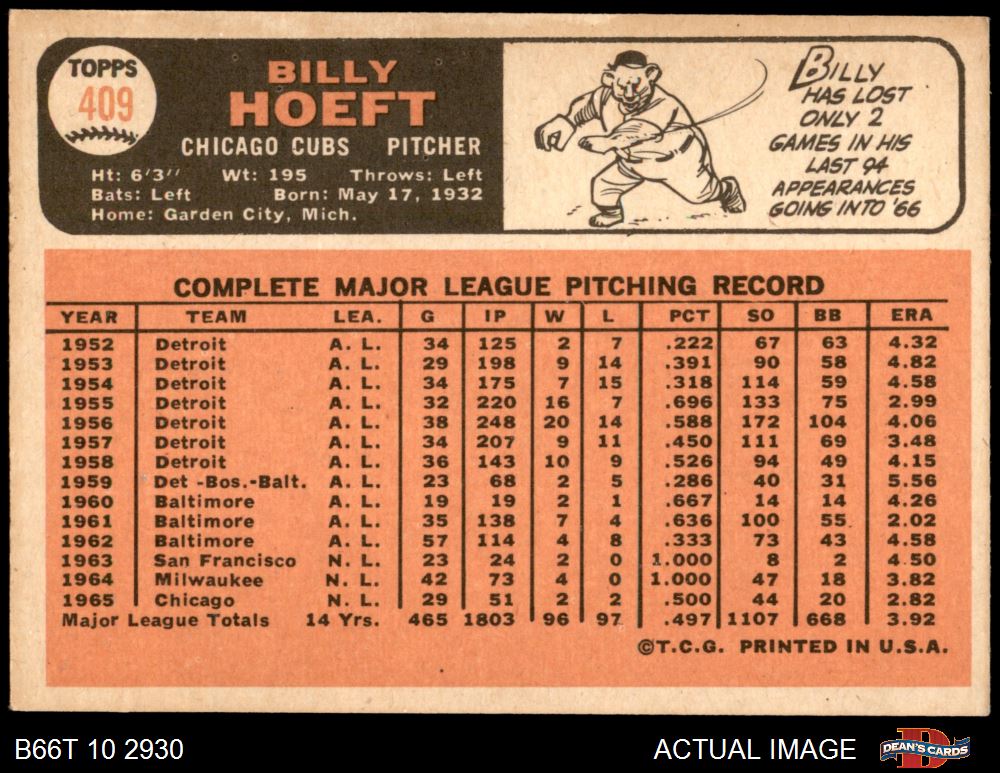 TOPPS
409
BILLY
HOEFT
CHICAGO CUBS PITCHER
Ht: 6'3" Wt: 195 Throws: Left
Bats: Left Born: May 17, 1932
Home: Garden City, Mich.
BILLY
HAS LOST
ONLY 2
GAMES IN HIS
LAST 94
APPEARANCES
GOING INTO '66
COMPLETE MAJOR LEAGUE PITCHING RECORD
YEAR TEAM LEA. G IP W L PCT SO BB ERA
1952 Detroit A. L. 34 125 2 7 .222 67 63 4.32
1953 Detroit A. L. 29 198 9 14 .391 90 58 4.82
1954 Detroit A. L. 34 175 7 15 .318 114 59 4.58
1955 Detroit A. L. 32 220 16 7 .696 133 75 2.99
1956 Detroit A. L. 38 248 20 14 .588 172 104 4.06
1957 Detroit A. L. 34 207 9 11 .450 111 69 3.48
1958 Detroit A. L. 36 143 10 9 .526 94 49 4.15
1959 Det -Bos.-Balt. A. L. 23 68 2 5 .286 40 31 5.56
1960 Baltimore A. L. 19 19 2 1 .667 14 14 4.26
1961 Baltimore A. L. 35 138 7 4 .636 100 55 2.02
1962 Baltimore A. L. 57 114 4 8 .333 73 43 4.58
1963 San Francisco N. L. 23 24 2 0 1.000 8 2 4.50
1964 Milwaukee N. L. 42 73 4 0 1.000 47 18 3.82
1965 Chicago N. L. 29 51 2 2 .500 44 20 2.82
Major League Totals 14 Yrs. 465 1803 96 97 .497 1107 668 3.92
©T.C.G. PRINTED IN U.S.A.
B66T 10 2930 ACTUAL IMAGE DEAN'S CARDS